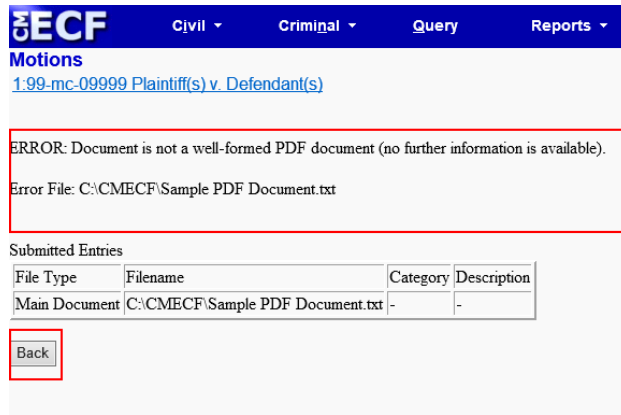 CM ECF Civil Criminal Query Reports
Motions
1:99-mc-09999 Plaintiff(s) v. Defendant(s)
ERROR: Document is not a well-formed PDF document (no further information is available).
Error File: C:\CMECF\Sample PDF Document.txt
Submitted Entries
File Type Filename Category Description
Main Document C:\CMECF\Sample PDF Document.txt - -
Back